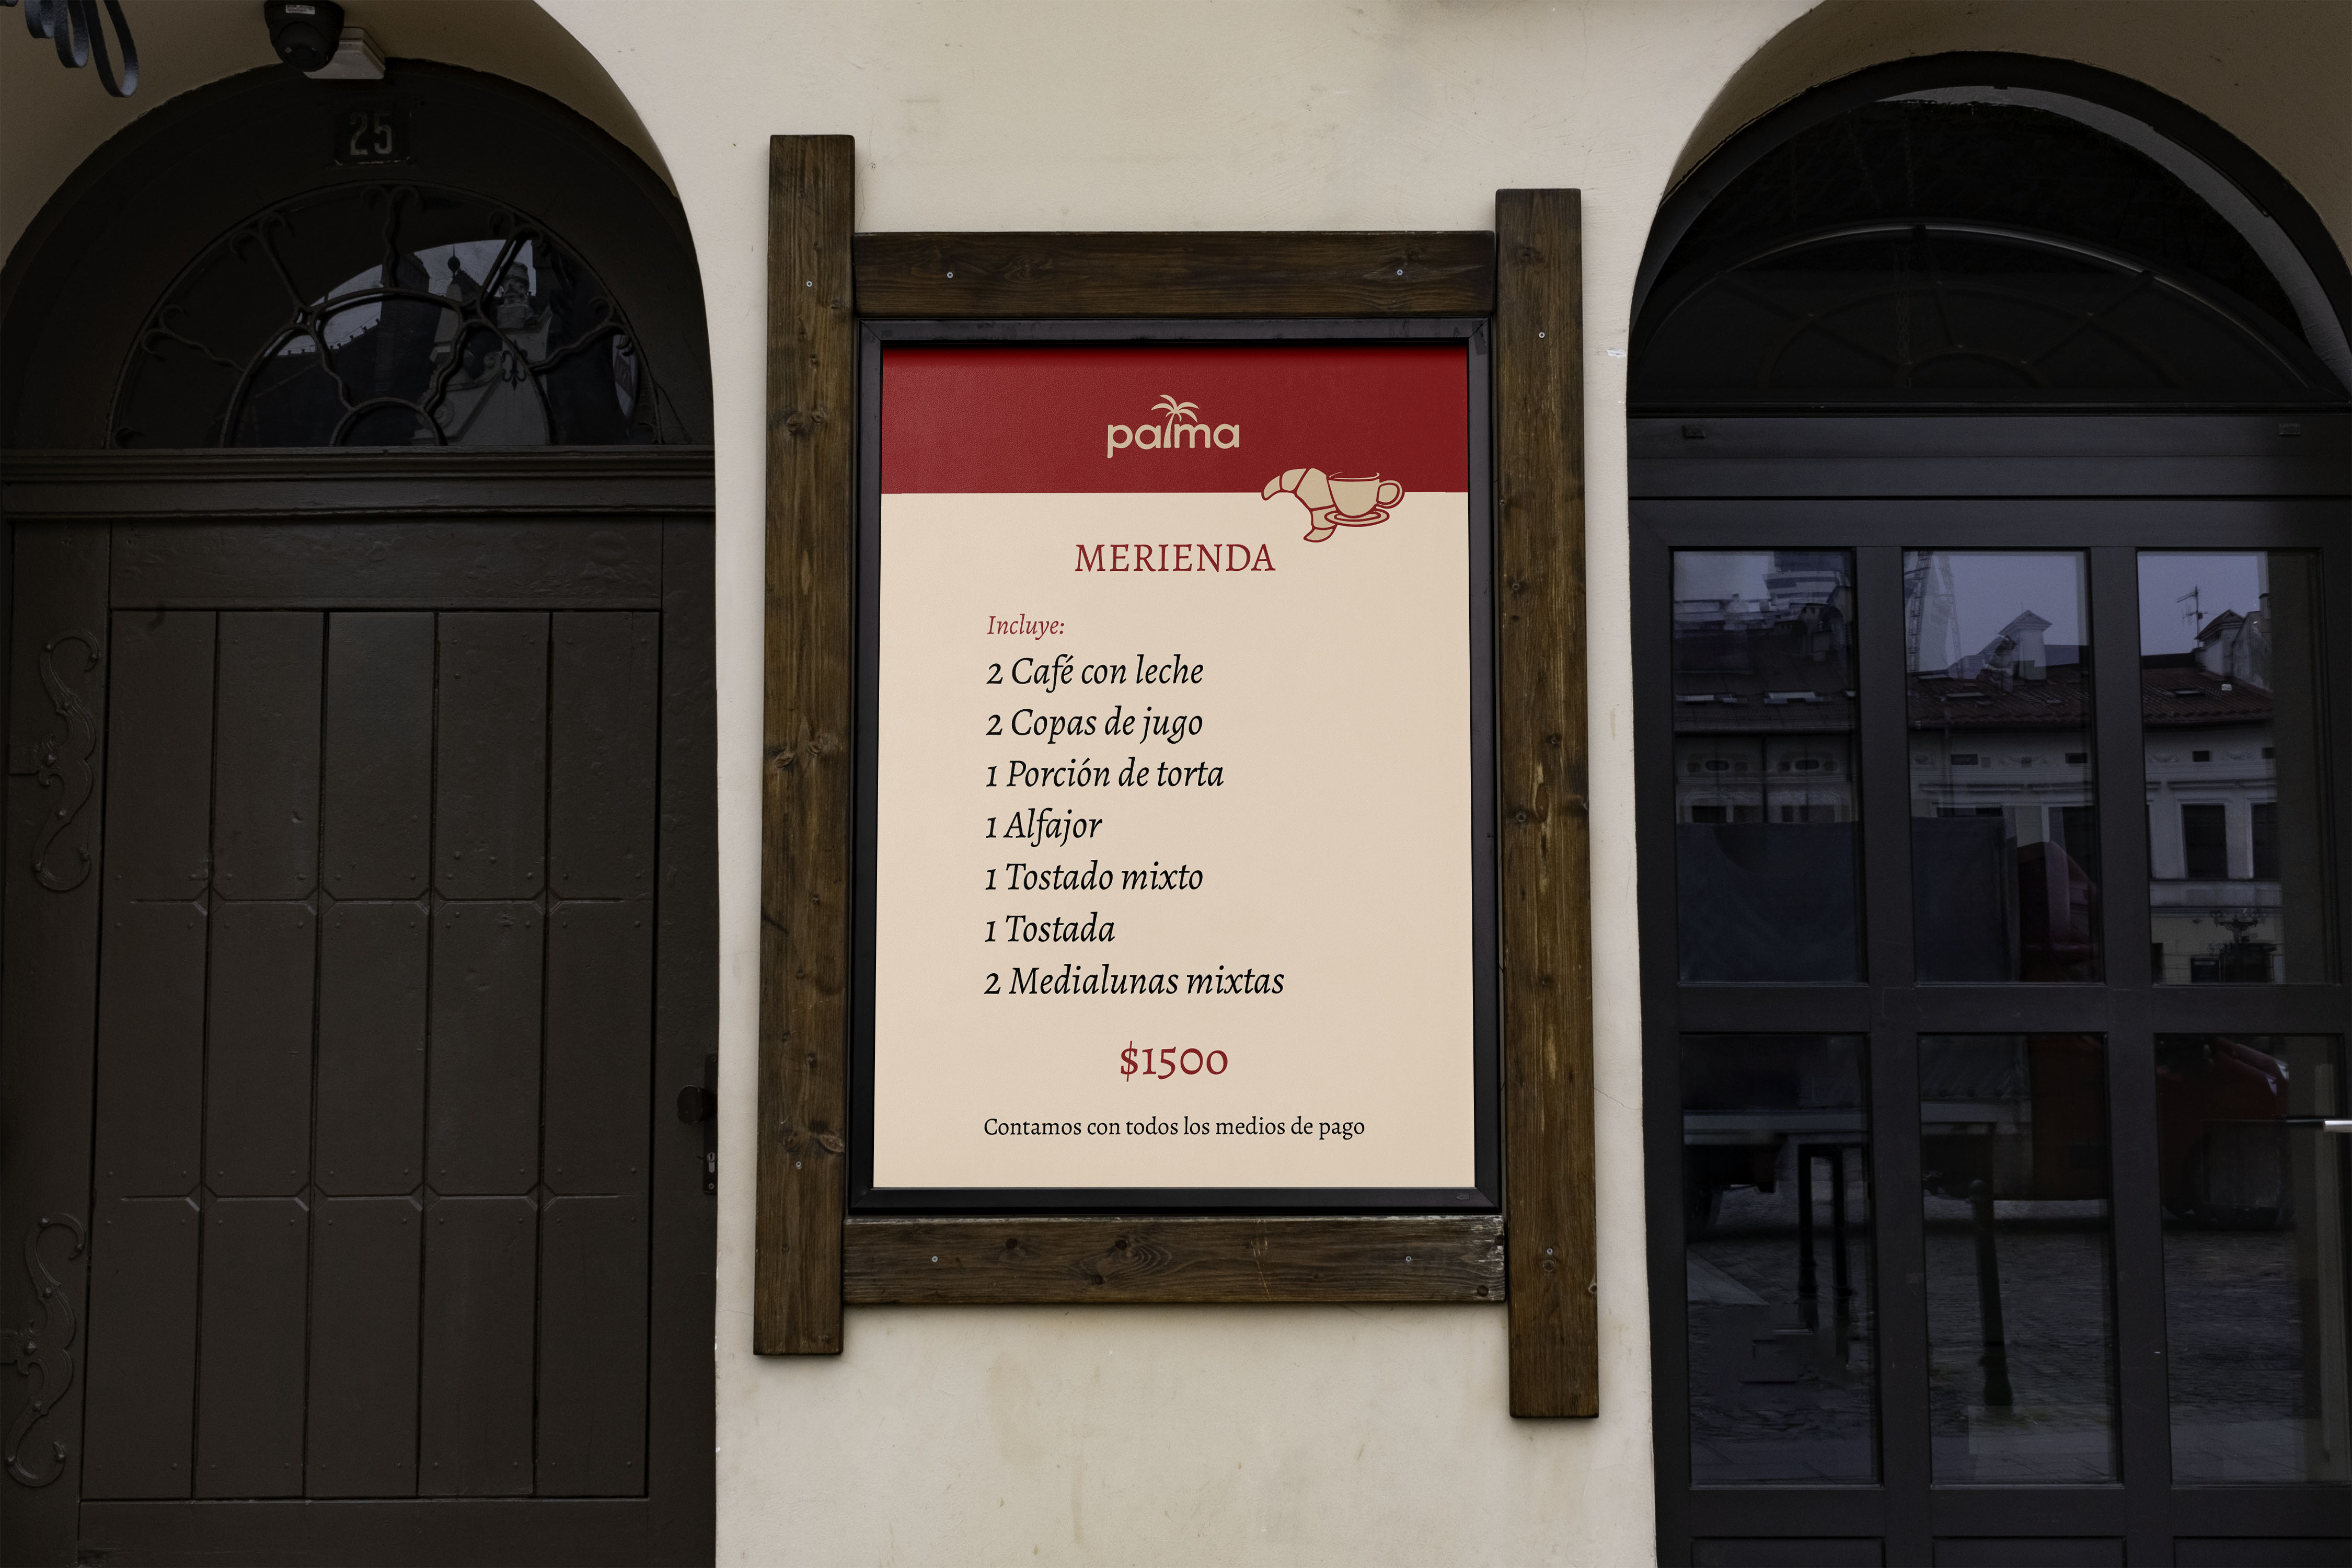 25
palma
MERIENDA
Incluye:
2 Café con leche
2 Copas de jugo
1 Porción de torta
1 Alfajor
1 Tostado mixto
1 Tostada
2 Medialunas mixtas
$1500
Contamos con todos los medios de pago